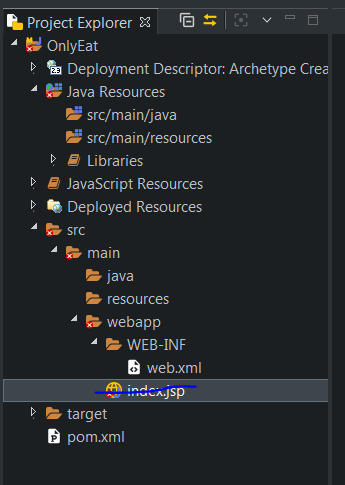 Project Explorer
OnlyEat
Deployment Descriptor: Archetype Crea
Java Resources
src/main/java
src/main/resources
Libraries
JavaScript Resources
Deployed Resources
src
main
java
resources
webapp
WEB-INF
web.xml
index.jsp
target
pom.xml